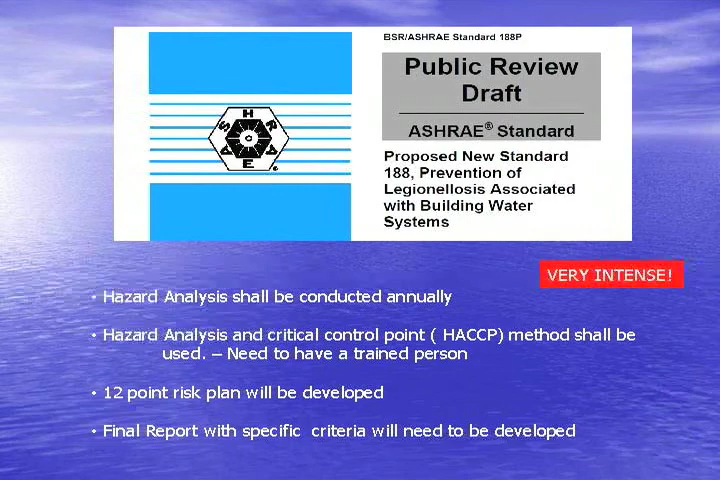 BSR/ASHRAE Standard 188P
Public Review
Draft
ASHRAE® Standard
Proposed New Standard
188, Prevention of
Legionellosis Associated
with Building Water
Systems
ASHRAE
VERY INTENSE!
• Hazard Analysis shall be conducted annually
• Hazard Analysis and critical control point ( HACCP) method shall be
used. – Need to have a trained person
• 12 point risk plan will be developed
• Final Report with specific criteria will need to be developed